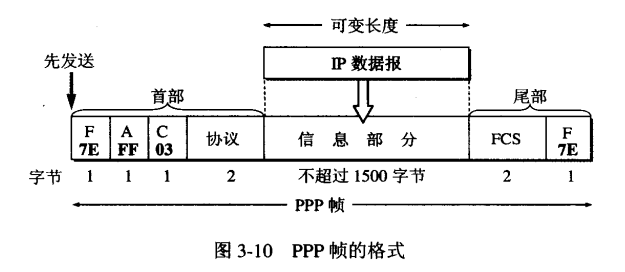 可变长度
先发送
IP 数据报
首部
尾部
F A C 协议 信息部分 FCS F
7E FF 03 7E
字节 1 1 1 2 不超过 1500 字节 2 1
PPP 帧
图 3-10 PPP 帧的格式